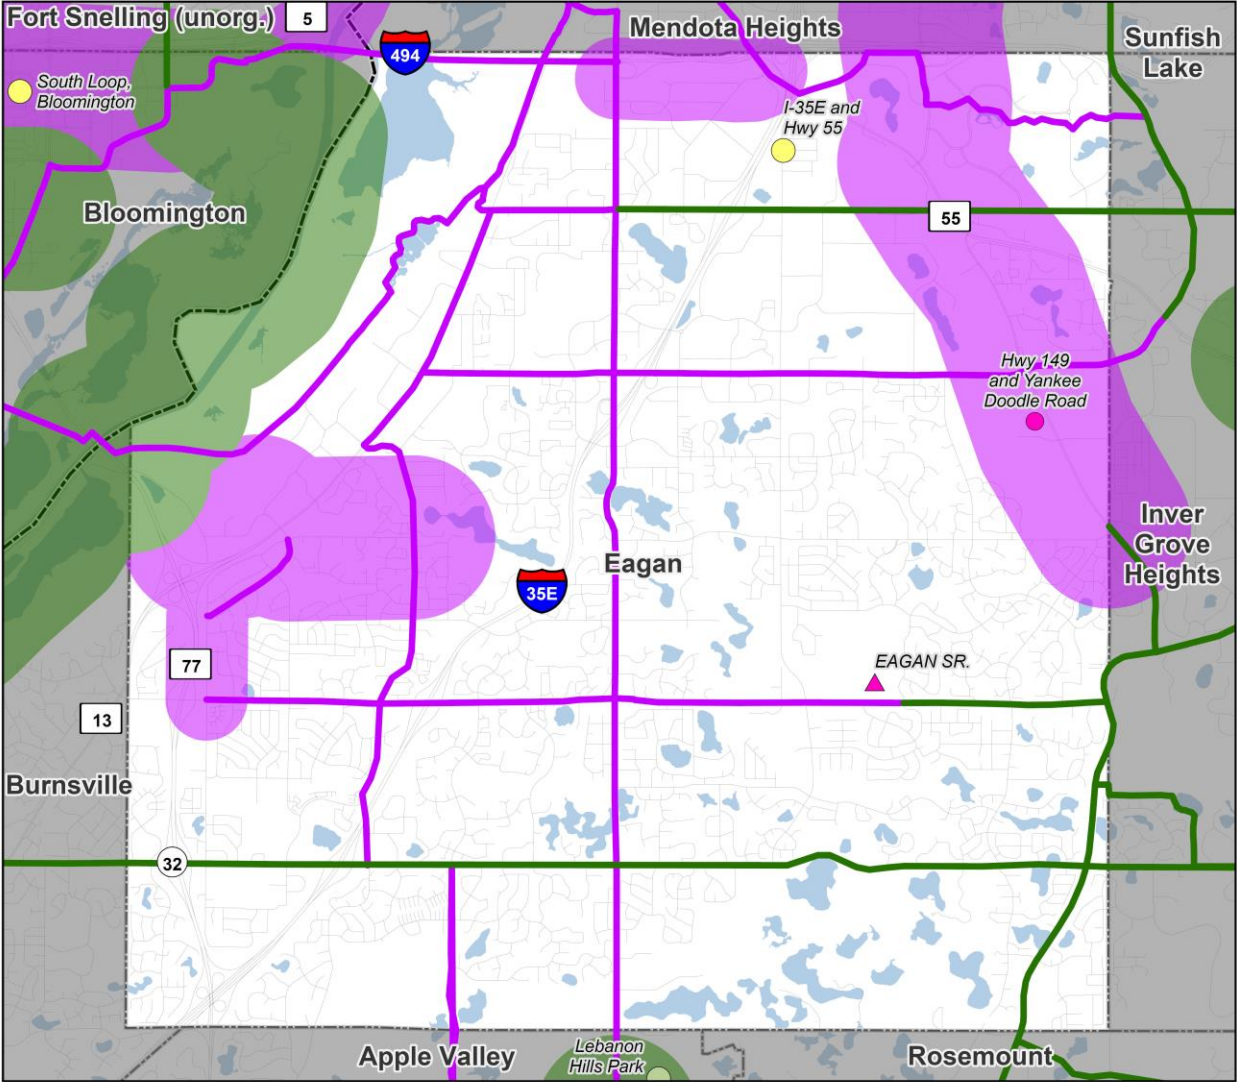 Fort Snelling (unorg.)
5
Mendota Heights
Sunfish
Lake
494
South Loop,
Bloomington
I-35E and
Hwy 55
Bloomington
55
Hwy 149
and Yankee
Doodle Road
Inver
Grove
Heights
Eagan
35E
77
EAGAN SR.
13
Burnsville
32
Apple Valley
Lebanon
Hills Park
Rosemount